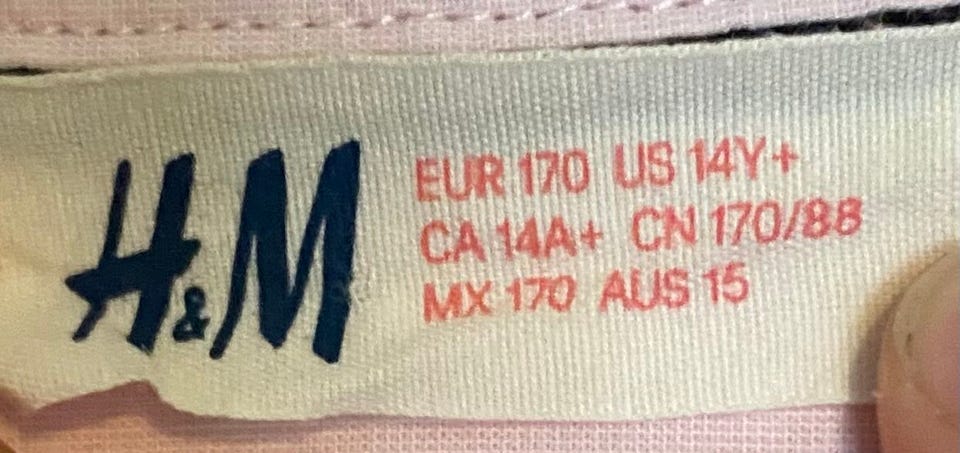 H&M
EUR 170 US 14Y+
CA 14A+ CN 170/88
MX 170 AUS 15